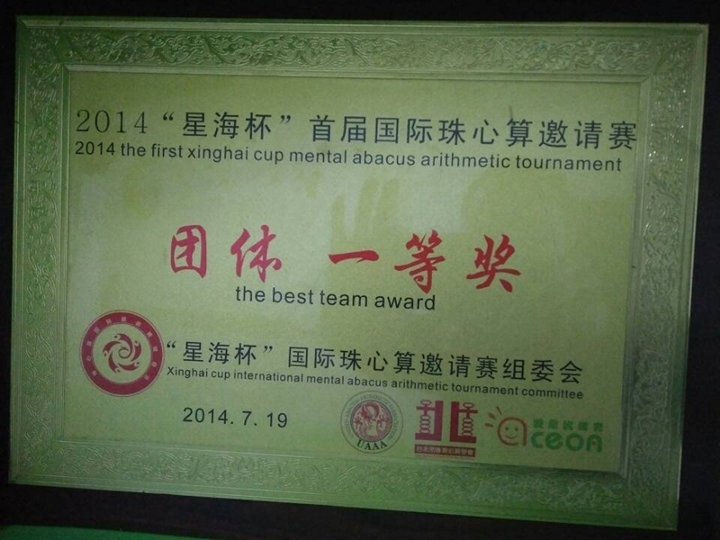 2014“星海杯”首届国际珠心算邀请赛
2014 the first xinghai cup mental abacus arithmetic tournament
团体 一等奖
the best team award
“星海杯”国际珠心算邀请赛组委会
Xinghai cup international mental abacus arithmetic tournament committee
2014.7.19
UAAA
aceon